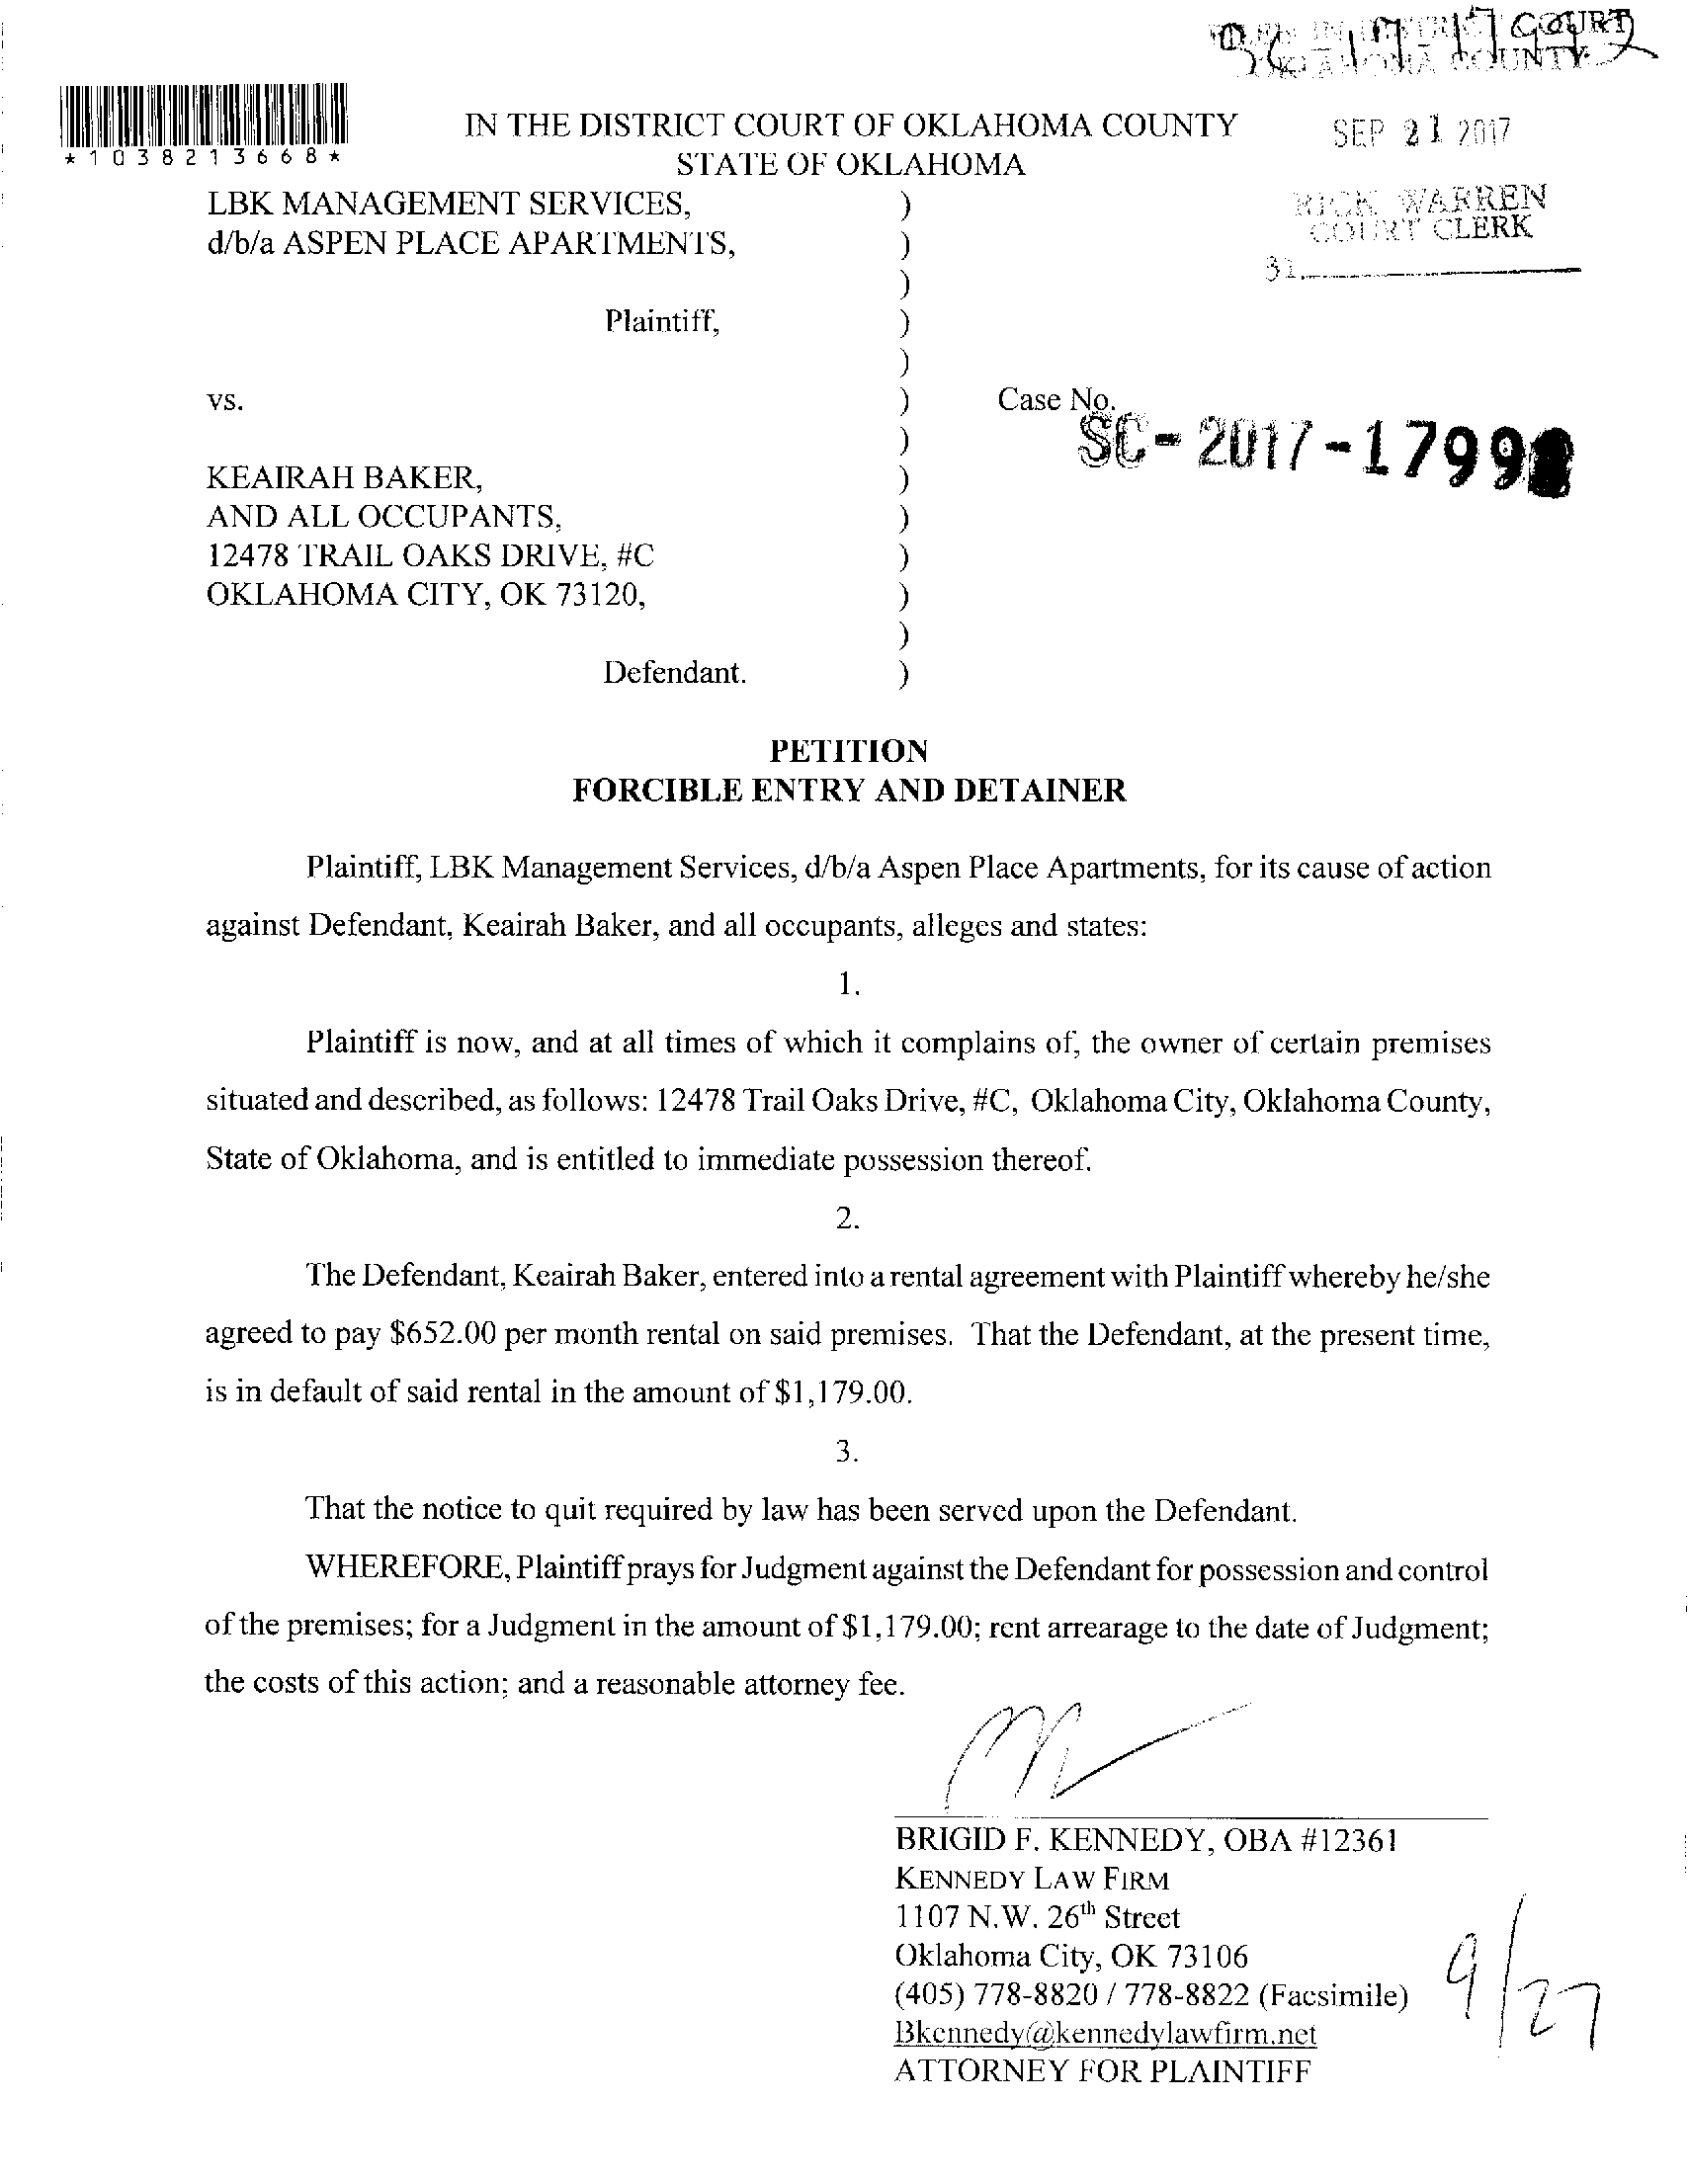 FILED IN DISTRICT COURT
OKLAHOMA COUNTY
*1038213668*
IN THE DISTRICT COURT OF OKLAHOMA COUNTY
STATE OF OKLAHOMA
SEP 21 2017
RICK WARREN
COURT CLERK
31
LBK MANAGEMENT SERVICES, )
d/b/a ASPEN PLACE APARTMENTS, )
)
Plaintiff, )
)
vs. ) Case No.
) SC-2017-1799
KEAIRAH BAKER, )
AND ALL OCCUPANTS, )
12478 TRAIL OAKS DRIVE, #C )
OKLAHOMA CITY, OK 73120, )
)
Defendant. )
PETITION
FORCIBLE ENTRY AND DETAINER
Plaintiff, LBK Management Services, d/b/a Aspen Place Apartments, for its cause of action
against Defendant, Keairah Baker, and all occupants, alleges and states:
1.
Plaintiff is now, and at all times of which it complains of, the owner of certain premises
situated and described, as follows: 12478 Trail Oaks Drive, #C, Oklahoma City, Oklahoma County,
State of Oklahoma, and is entitled to immediate possession thereof.
2.
The Defendant, Keairah Baker, entered into a rental agreement with Plaintiff whereby he/she
agreed to pay $652.00 per month rental on said premises. That the Defendant, at the present time,
is in default of said rental in the amount of $1,179.00.
3.
That the notice to quit required by law has been served upon the Defendant.
WHEREFORE, Plaintiff prays for Judgment against the Defendant for possession and control
of the premises; for a Judgment in the amount of $1,179.00; rent arrearage to the date of Judgment;
the costs of this action; and a reasonable attorney fee.
BRIGID F. KENNEDY, OBA #12361
KENNEDY LAW FIRM
1107 N.W. 26th Street
Oklahoma City, OK 73106
(405) 778-8820 / 778-8822 (Facsimile)
Bkennedy@kennedylawfirm.net
ATTORNEY FOR PLAINTIFF
9/27